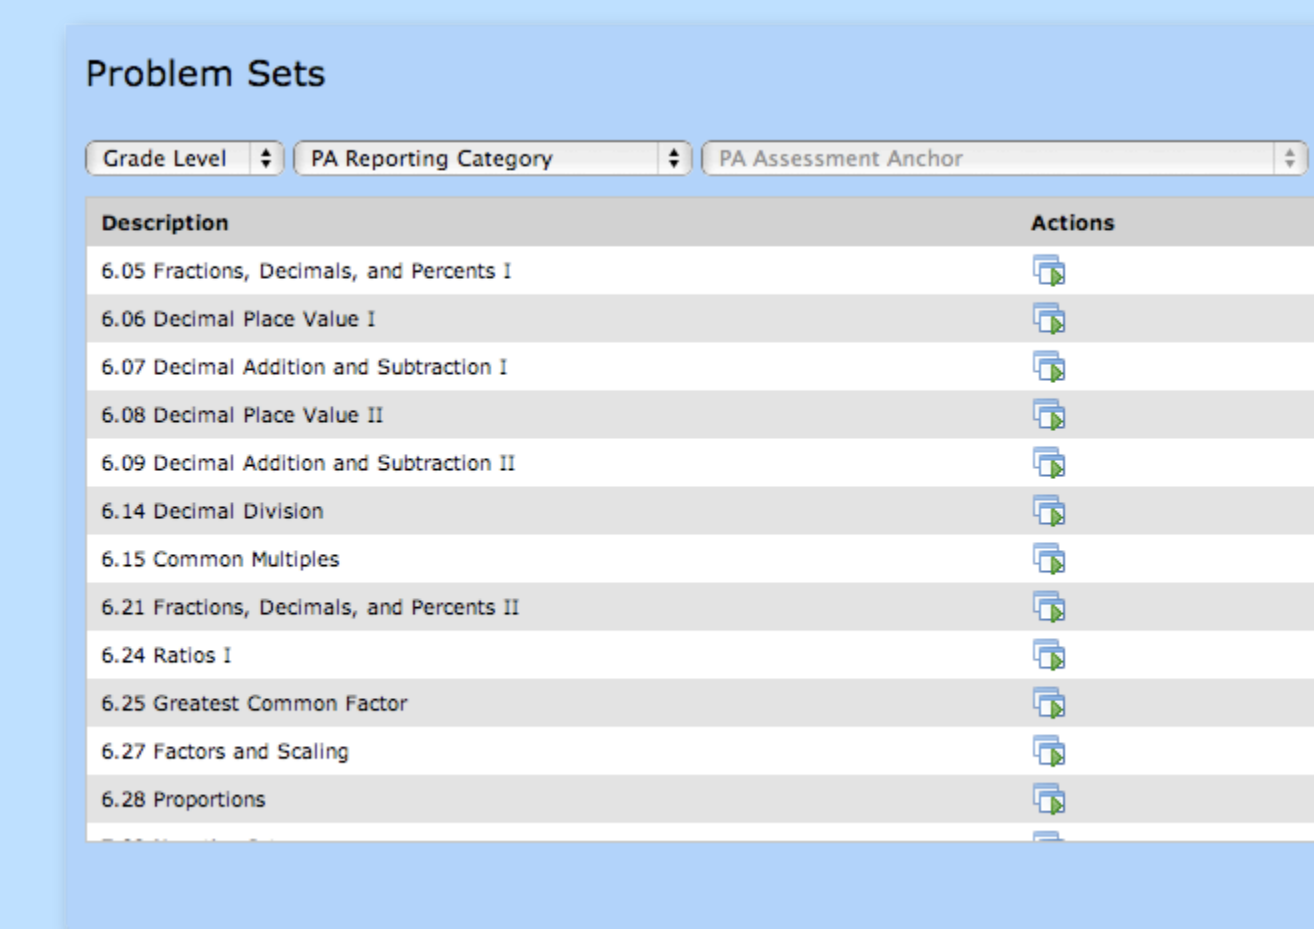 Problem Sets
Grade Level PA Reporting Category PA Assessment Anchor
Description Actions
6.05 Fractions, Decimals, and Percents I
6.06 Decimal Place Value I
6.07 Decimal Addition and Subtraction I
6.08 Decimal Place Value II
6.09 Decimal Addition and Subtraction II
6.14 Decimal Division
6.15 Common Multiples
6.21 Fractions, Decimals, and Percents II
6.24 Ratios I
6.25 Greatest Common Factor
6.27 Factors and Scaling
6.28 Proportions